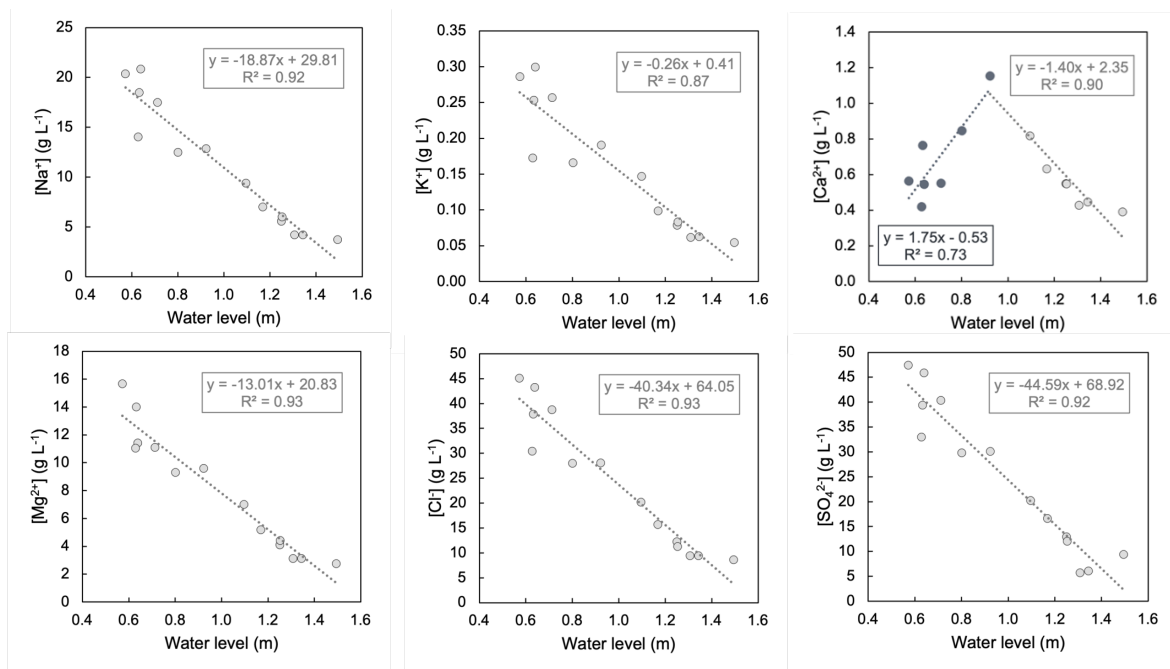 25
20
15
10
5
0
[Na⁺] (g L⁻¹)
y = -18.87x + 29.81
R² = 0.92
0.4 0.6 0.8 1.0 1.2 1.4 1.6
Water level (m)
0.35
0.30
0.25
0.20
0.15
0.10
0.05
0.00
[K⁺] (g L⁻¹)
y = -0.26x + 0.41
R² = 0.87
0.4 0.6 0.8 1.0 1.2 1.4 1.6
Water level (m)
1.4
1.2
1.0
0.8
0.6
0.4
0.2
0.0
[Ca²⁺] (g L⁻¹)
y = -1.40x + 2.35
R² = 0.90
y = 1.75x - 0.53
R² = 0.73
0.4 0.6 0.8 1.0 1.2 1.4 1.6
Water level (m)
18
16
14
12
10
8
6
4
2
0
[Mg²⁺] (g L⁻¹)
y = -13.01x + 20.83
R² = 0.93
0.4 0.6 0.8 1.0 1.2 1.4 1.6
Water level (m)
50
45
40
35
30
25
20
15
10
5
0
[Cl⁻] (g L⁻¹)
y = -40.34x + 64.05
R² = 0.93
0.4 0.6 0.8 1.0 1.2 1.4 1.6
Water level (m)
50
45
40
35
30
25
20
15
10
5
0
[SO₄²⁻] (g L⁻¹)
y = -44.59x + 68.92
R² = 0.92
0.4 0.6 0.8 1.0 1.2 1.4 1.6
Water level (m)